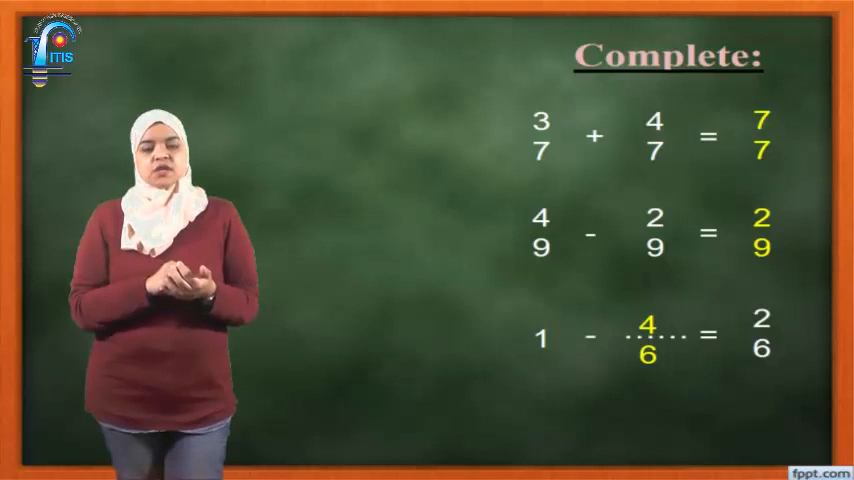 ITIS
Complete:
3/7 + 4/7 = 7/7
4/9 - 2/9 = 2/9
1 - ...4/6... = 2/6
fppt.com